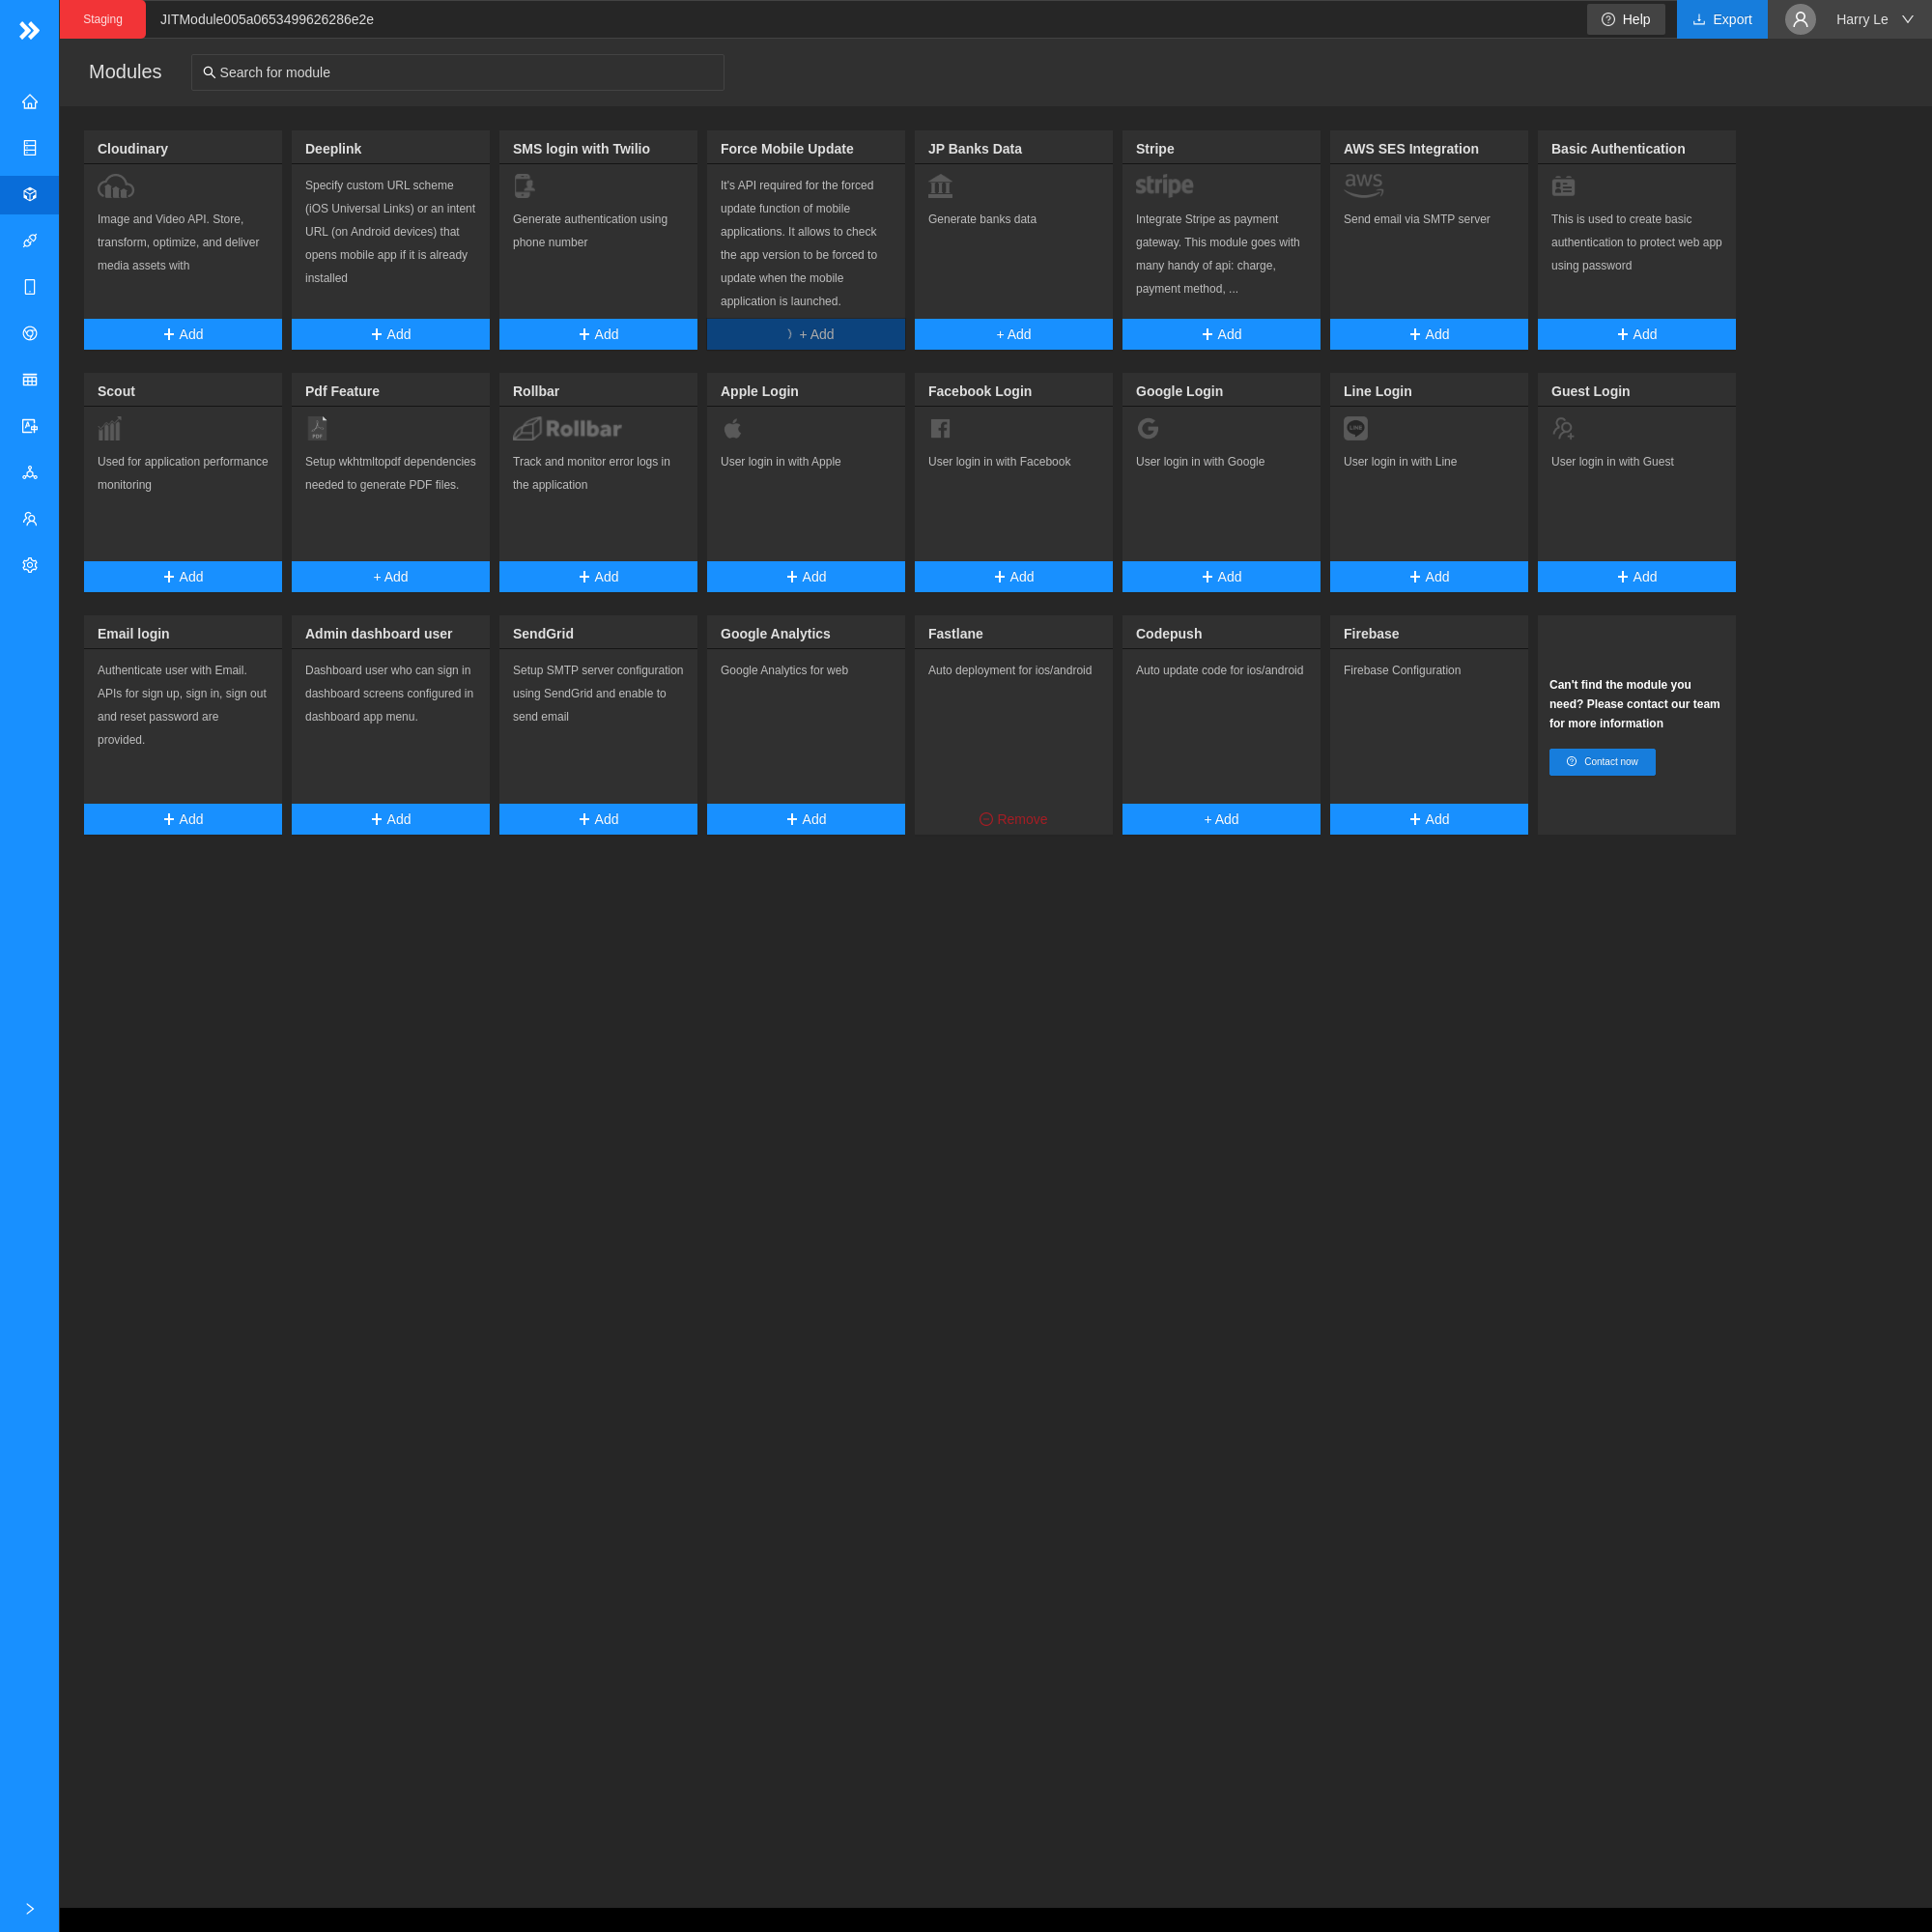 Staging
JITModule005a0653499626286e2e
Help
Export
Harry Le
Modules
Search for module
Cloudinary
Image and Video API. Store,
transform, optimize, and deliver
media assets with
Add
Deeplink
Specify custom URL scheme
(iOS Universal Links) or an intent
URL (on Android devices) that
opens mobile app if it is already
installed
Add
SMS login with Twilio
Generate authentication using
phone number
Add
Force Mobile Update
It's API required for the forced
update function of mobile
applications. It allows to check
the app version to be forced to
update when the mobile
application is launched.
+ Add
JP Banks Data
Generate banks data
+ Add
Stripe
stripe
Integrate Stripe as payment
gateway. This module goes with
many handy of api: charge,
payment method, ...
Add
AWS SES Integration
aws
Send email via SMTP server
Add
Basic Authentication
This is used to create basic
authentication to protect web app
using password
Add
Scout
Used for application performance
monitoring
Add
Pdf Feature
PDF
Setup wkhtmltopdf dependencies
needed to generate PDF files.
+ Add
Rollbar
Rollbar
Track and monitor error logs in
the application
Add
Apple Login
User login in with Apple
Add
Facebook Login
User login in with Facebook
Add
Google Login
User login in with Google
Add
Line Login
LINE
User login in with Line
Add
Guest Login
User login in with Guest
Add
Email login
Authenticate user with Email.
APIs for sign up, sign in, sign out
and reset password are
provided.
Add
Admin dashboard user
Dashboard user who can sign in
dashboard screens configured in
dashboard app menu.
Add
SendGrid
Setup SMTP server configuration
using SendGrid and enable to
send email
Add
Google Analytics
Google Analytics for web
Add
Fastlane
Auto deployment for ios/android
Remove
Codepush
Auto update code for ios/android
+ Add
Firebase
Firebase Configuration
Add
Can't find the module you
need? Please contact our team
for more information
Contact now